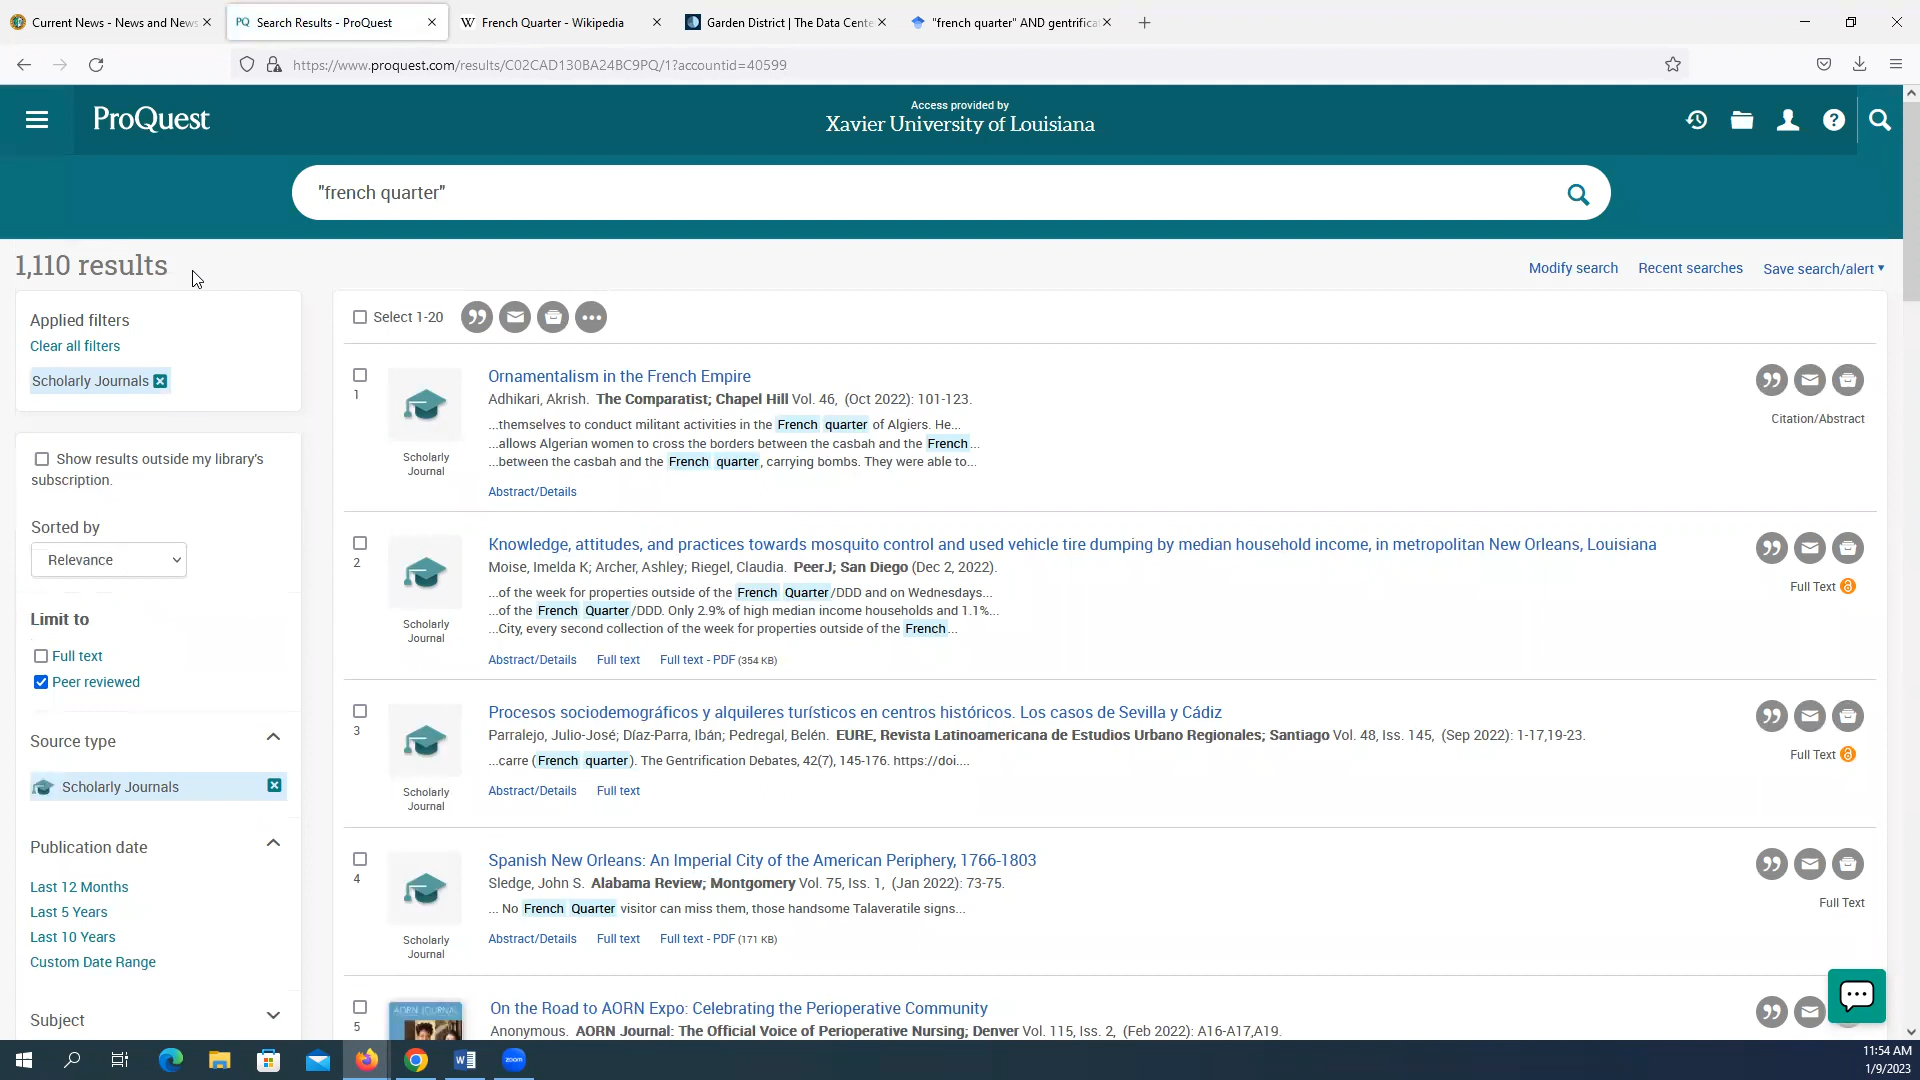 Current News - News and News
PQ Search Results - ProQuest
W French Quarter - Wikipedia
Garden District | The Data Cente
"french quarter" AND gentrifica
https://www.proquest.com/results/C02CAD130BA24BC9PQ/1?accountid=40599
ProQuest
Access provided by
Xavier University of Louisiana
"french quarter"
1,110 results
Modify search Recent searches Save search/alert
Applied filters
Clear all filters
Scholarly Journals
Show results outside my library's
subscription.
Sorted by
Relevance
Limit to
Full text
Peer reviewed
Source type
Scholarly Journals
Publication date
Last 12 Months
Last 5 Years
Last 10 Years
Custom Date Range
Subject
Select 1-20
1
Scholarly
Journal
Ornamentalism in the French Empire
Adhikari, Akrish. The Comparatist; Chapel Hill Vol. 46, (Oct 2022): 101-123.
...themselves to conduct militant activities in the French quarter of Algiers. He...
...allows Algerian women to cross the borders between the casbah and the French...
...between the casbah and the French quarter, carrying bombs. They were able to...
Abstract/Details
Citation/Abstract
2
Scholarly
Journal
Knowledge, attitudes, and practices towards mosquito control and used vehicle tire dumping by median household income, in metropolitan New Orleans, Louisiana
Moise, Imelda K; Archer, Ashley; Riegel, Claudia. PeerJ; San Diego (Dec 2, 2022).
...of the week for properties outside of the French Quarter/DDD and on Wednesdays...
...of the French Quarter/DDD. Only 2.9% of high median income households and 1.1%...
...City, every second collection of the week for properties outside of the French...
Abstract/Details Full text Full text - PDF (354 KB)
Full Text
3
Scholarly
Journal
Procesos sociodemográficos y alquileres turísticos en centros históricos. Los casos de Sevilla y Cádiz
Parralejo, Julio-José; Díaz-Parra, Ibán; Pedregal, Belén. EURE, Revista Latinoamericana de Estudios Urbano Regionales; Santiago Vol. 48, Iss. 145, (Sep 2022): 1-17,19-23.
...carre (French quarter). The Gentrification Debates, 42(7), 145-176. https://doi....
Abstract/Details Full text
Full Text
4
Scholarly
Journal
Spanish New Orleans: An Imperial City of the American Periphery, 1766-1803
Sledge, John S. Alabama Review; Montgomery Vol. 75, Iss. 1, (Jan 2022): 73-75.
... No French Quarter visitor can miss them, those handsome Talaveratile signs...
Abstract/Details Full text Full text - PDF (171 KB)
Full Text
5
AORN JOURNAL
On the Road to AORN Expo: Celebrating the Perioperative Community
Anonymous. AORN Journal: The Official Voice of Perioperative Nursing; Denver Vol. 115, Iss. 2, (Feb 2022): A16-A17,A19.
zoom
11:54 AM
1/9/2023